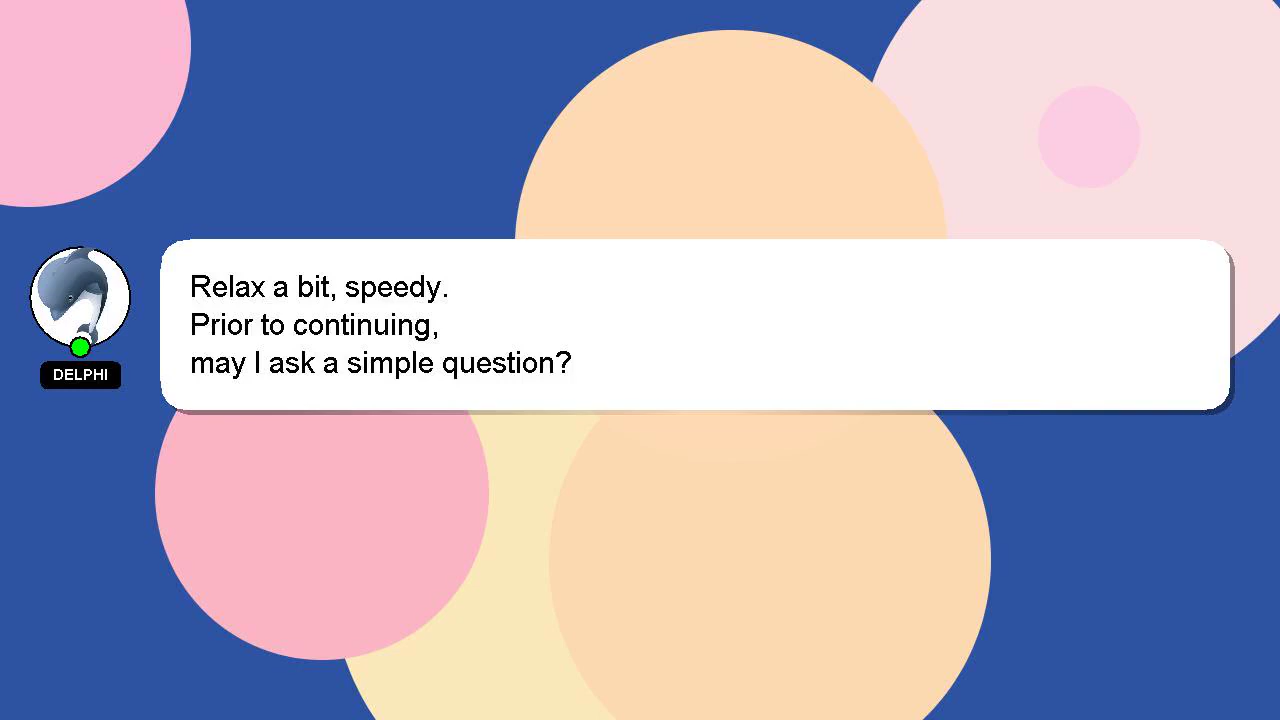 Relax a bit, speedy.
Prior to continuing,
may I ask a simple question?
DELPHI